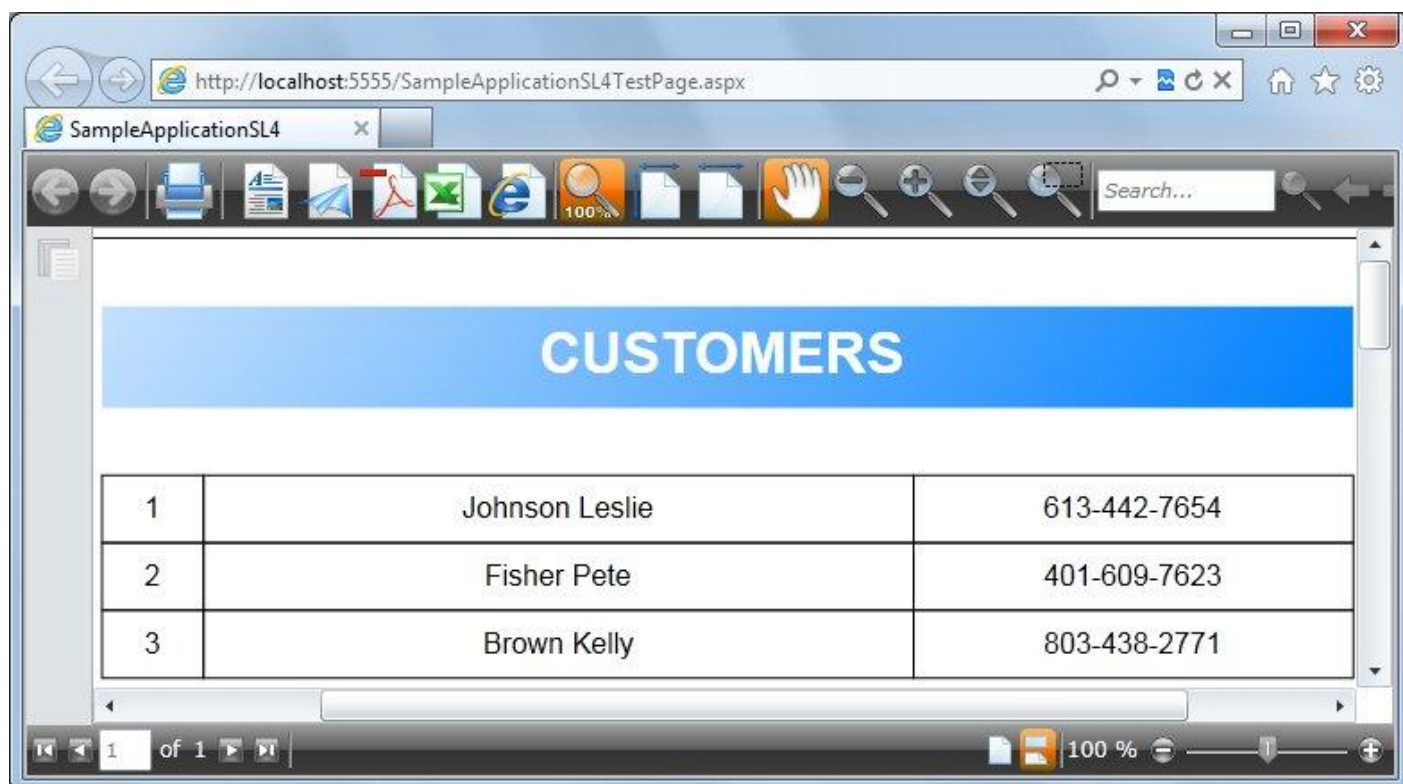 http://localhost:5555/SampleApplicationSL4TestPage.aspx
SampleApplicationSL4
100%
Search...
CUSTOMERS
1 Johnson Leslie 613-442-7654
2 Fisher Pete 401-609-7623
3 Brown Kelly 803-438-2771
1 of 1 100 %